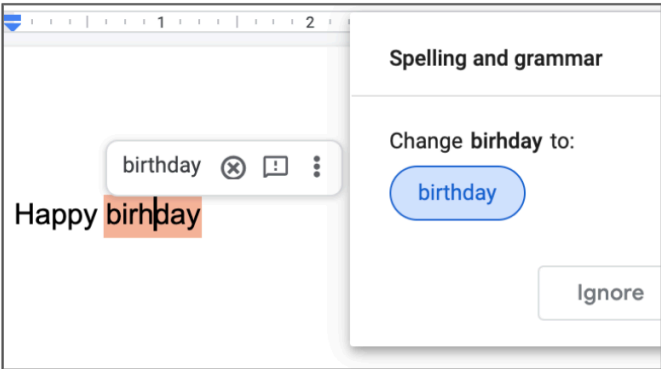 1 2
Spelling and grammar
Change birhday to:
birthday
Ignore
birthday
Happy birhday